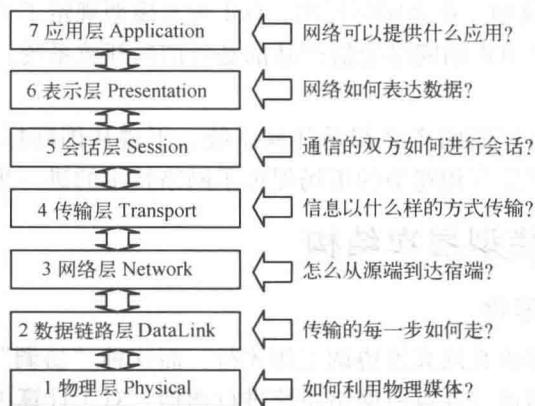 7 应用层 Application
网络可以提供什么应用?
6 表示层 Presentation
网络如何表达数据?
5 会话层 Session
通信的双方如何进行会话?
4 传输层 Transport
信息以什么样的方式传输?
3 网络层 Network
怎么从源端到达宿端?
2 数据链路层 DataLink
传输的每一步如何走?
1 物理层 Physical
如何利用物理媒体?